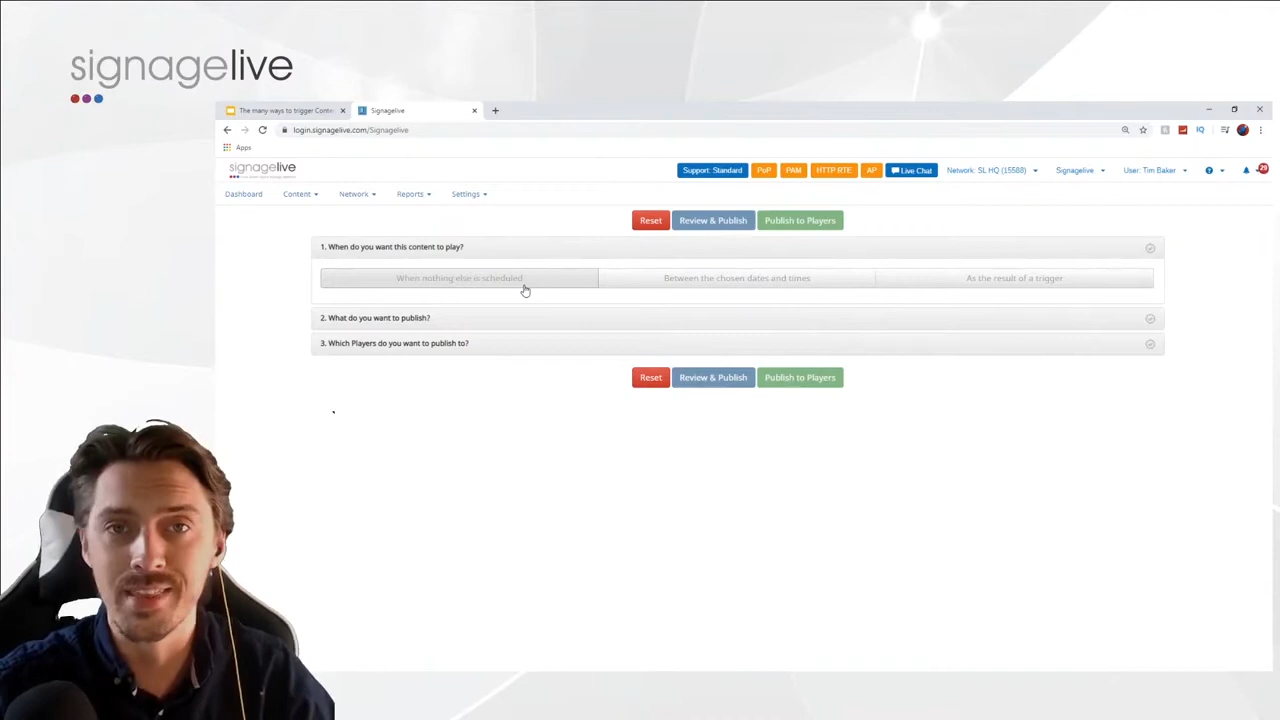 signagelive
The many ways to trigger Conte
Signagelive
login.signagelive.com/Signagelive
Apps
signagelive
Support: Standard
PoP
PAM
HTTP RTE
AP
Live Chat
Network: SL HQ (15588)
Signagelive
User: Tim Baker
29
Dashboard
Content
Network
Reports
Settings
Reset
Review & Publish
Publish to Players
1. When do you want this content to play?
When nothing else is scheduled
Between the chosen dates and times
As the result of a trigger
2. What do you want to publish?
3. Which Players do you want to publish to?
Reset
Review & Publish
Publish to Players